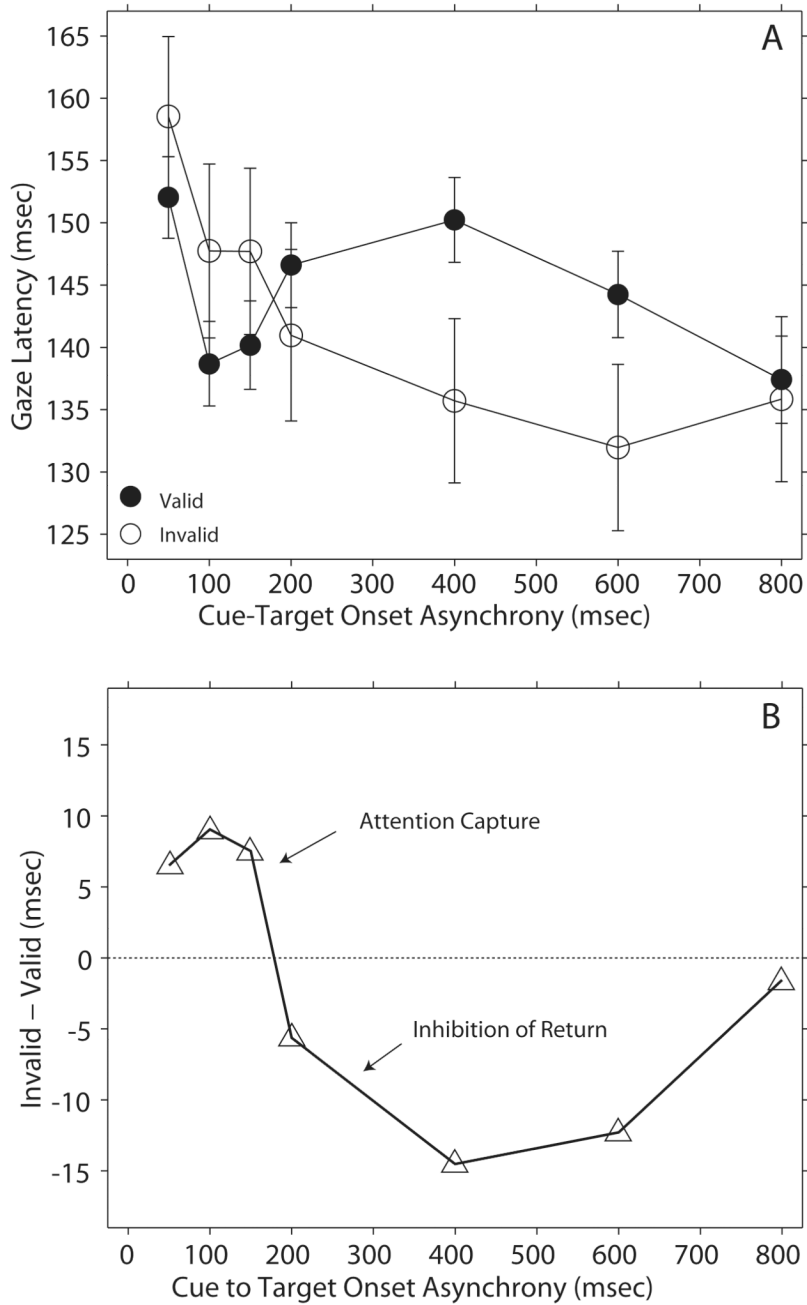 A
165
160
155
150
145
140
135
130
125
Gaze Latency (msec)
Valid
Invalid
0 100 200 300 400 500 600 700 800
Cue-Target Onset Asynchrony (msec)
B
15
10
5
0
-5
-10
-15
Invalid – Valid (msec)
Attention Capture
Inhibition of Return
0 100 200 300 400 500 600 700 800
Cue to Target Onset Asynchrony (msec)